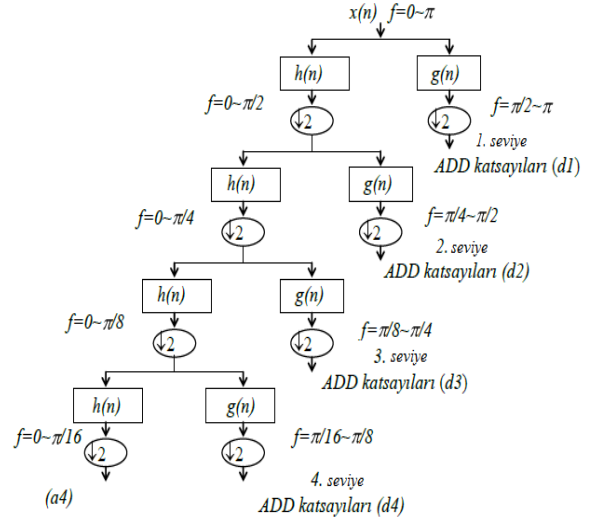 x(n) f=0~π
h(n) g(n)
f=0~π/2 f=π/2~π
↓2 ↓2
1. seviye
ADD katsayıları (d1)
h(n) g(n)
f=0~π/4 f=π/4~π/2
↓2 ↓2
2. seviye
ADD katsayıları (d2)
h(n) g(n)
f=0~π/8 f=π/8~π/4
↓2 ↓2
3. seviye
ADD katsayıları (d3)
h(n) g(n)
f=0~π/16 f=π/16~π/8
↓2 ↓2
(a4) 4. seviye
ADD katsayıları (d4)